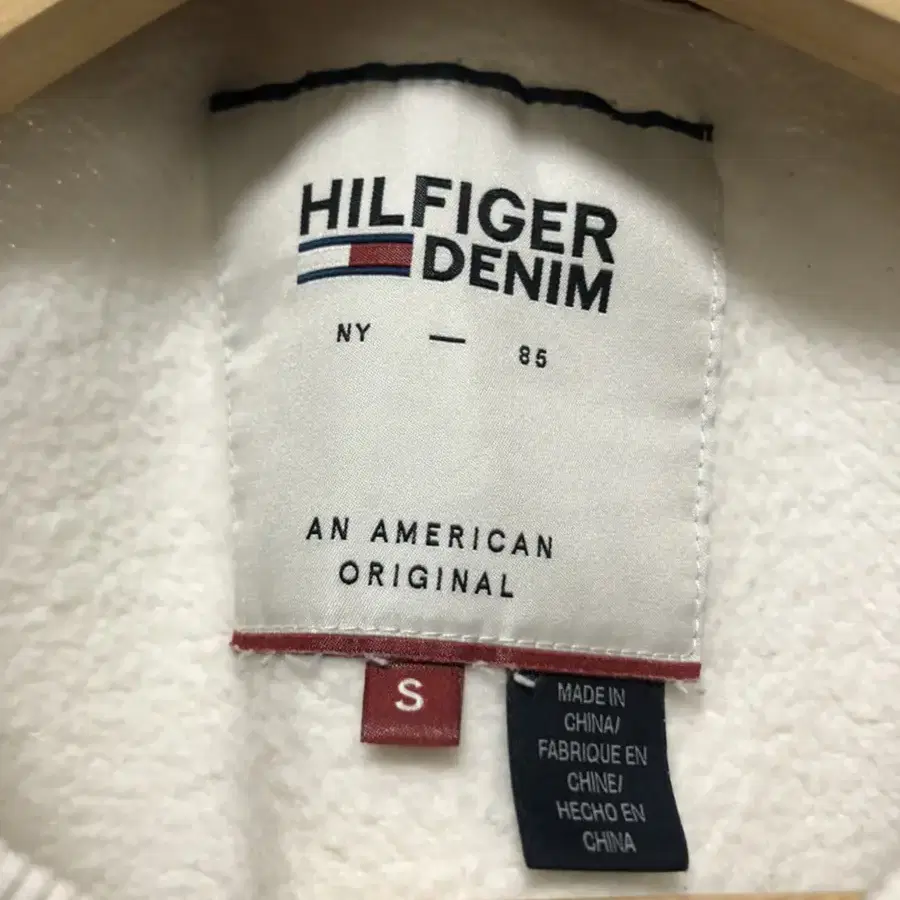 HILFIGER
DENIM
NY — 85
AN AMERICAN
ORIGINAL
S
MADE IN
CHINA/
FABRIQUE EN
CHINE/
HECHO EN
CHINA